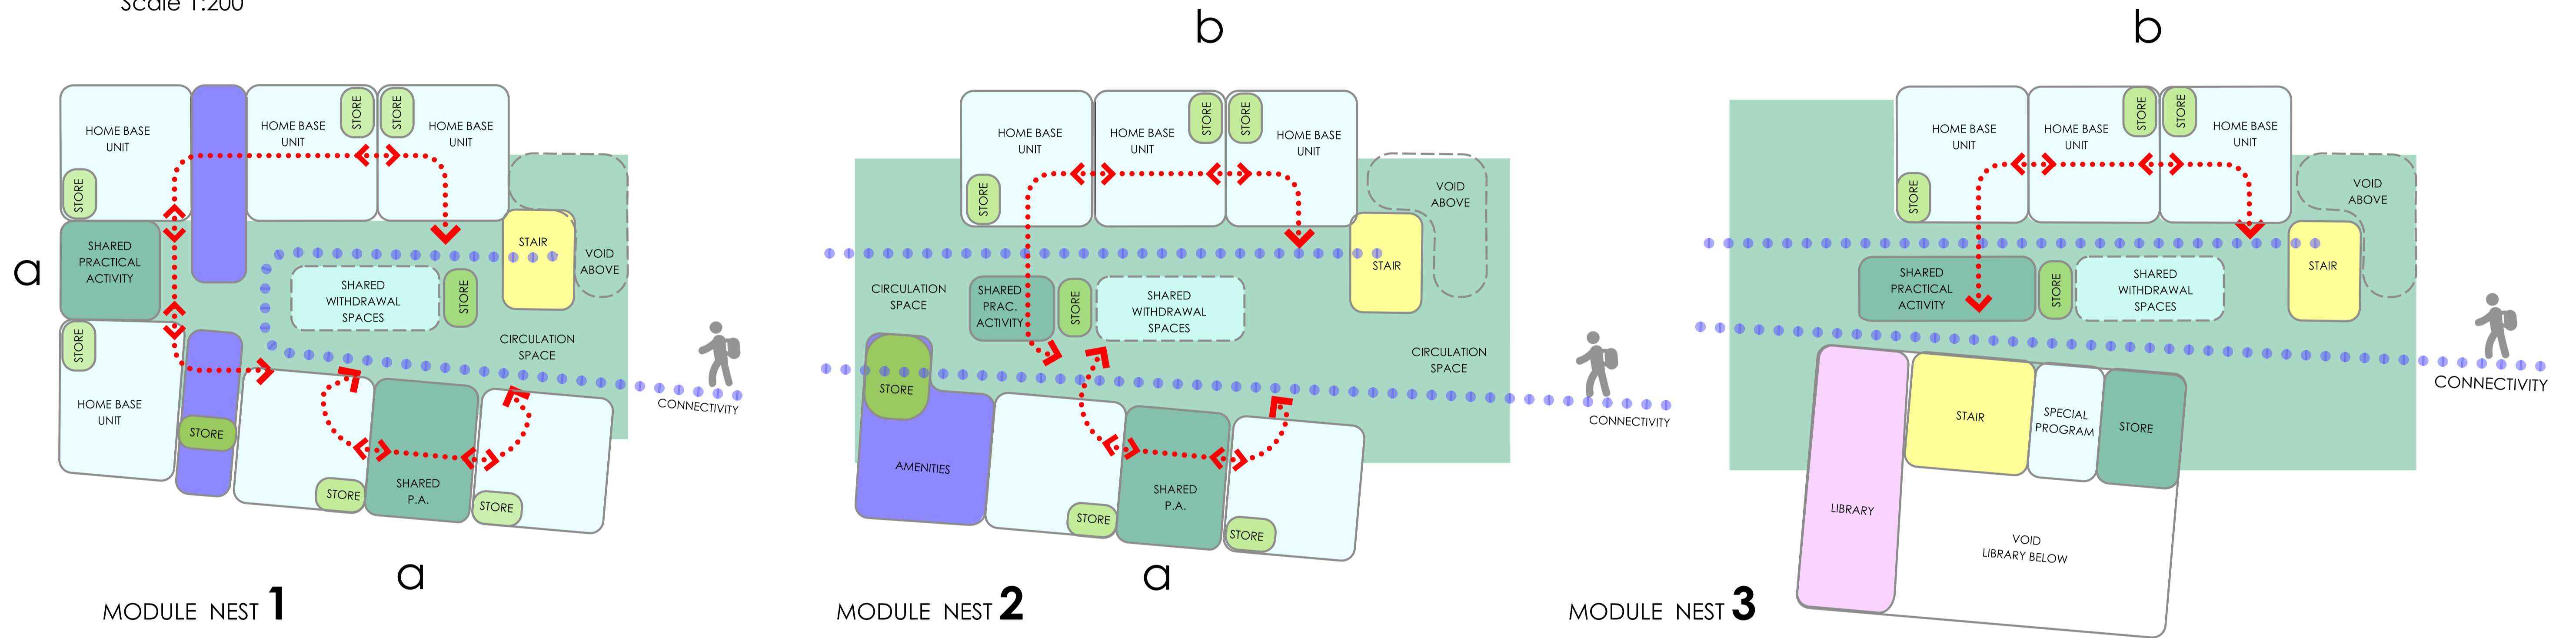 Scale 1:200
a
HOME BASE
UNIT
STORE
HOME BASE
UNIT
STORE
STORE
HOME BASE
UNIT
SHARED
PRACTICAL
ACTIVITY
SHARED
WITHDRAWAL
SPACES
STORE
STAIR
VOID
ABOVE
CIRCULATION
SPACE
STORE
HOME BASE
UNIT
STORE
STORE
SHARED
P.A.
STORE
CONNECTIVITY
a
MODULE NEST 1
b
HOME BASE
UNIT
STORE
HOME BASE
UNIT
STORE
STORE
HOME BASE
UNIT
VOID
ABOVE
STAIR
CIRCULATION
SPACE
SHARED
PRAC.
ACTIVITY
STORE
SHARED
WITHDRAWAL
SPACES
CIRCULATION
SPACE
STORE
AMENITIES
STORE
SHARED
P.A.
STORE
CONNECTIVITY
a
MODULE NEST 2
b
HOME BASE
UNIT
STORE
HOME BASE
UNIT
STORE
STORE
HOME BASE
UNIT
VOID
ABOVE
STAIR
SHARED
PRACTICAL
ACTIVITY
STORE
SHARED
WITHDRAWAL
SPACES
CONNECTIVITY
LIBRARY
STAIR
SPECIAL
PROGRAM
STORE
VOID
LIBRARY BELOW
MODULE NEST 3